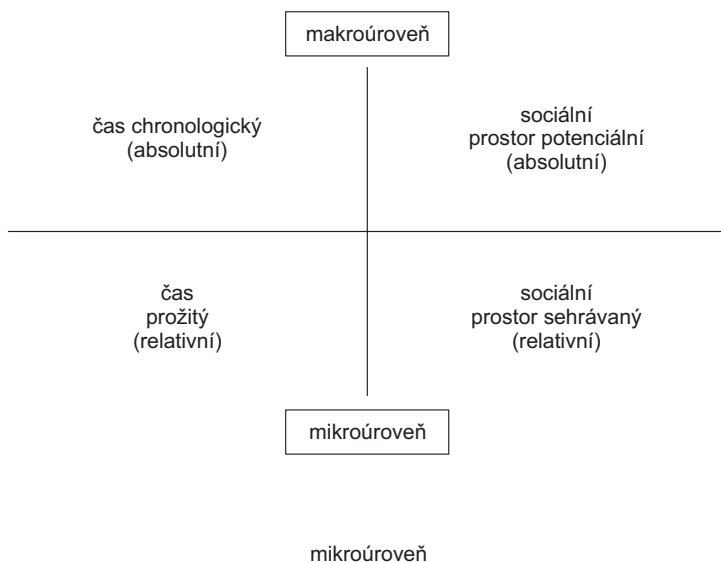 makroúroveň
čas chronologický
(absolutní)
sociální
prostor potenciální
(absolutní)
čas
prožitý
(relativní)
sociální
prostor sehrávaný
(relativní)
mikroúroveň
mikroúroveň